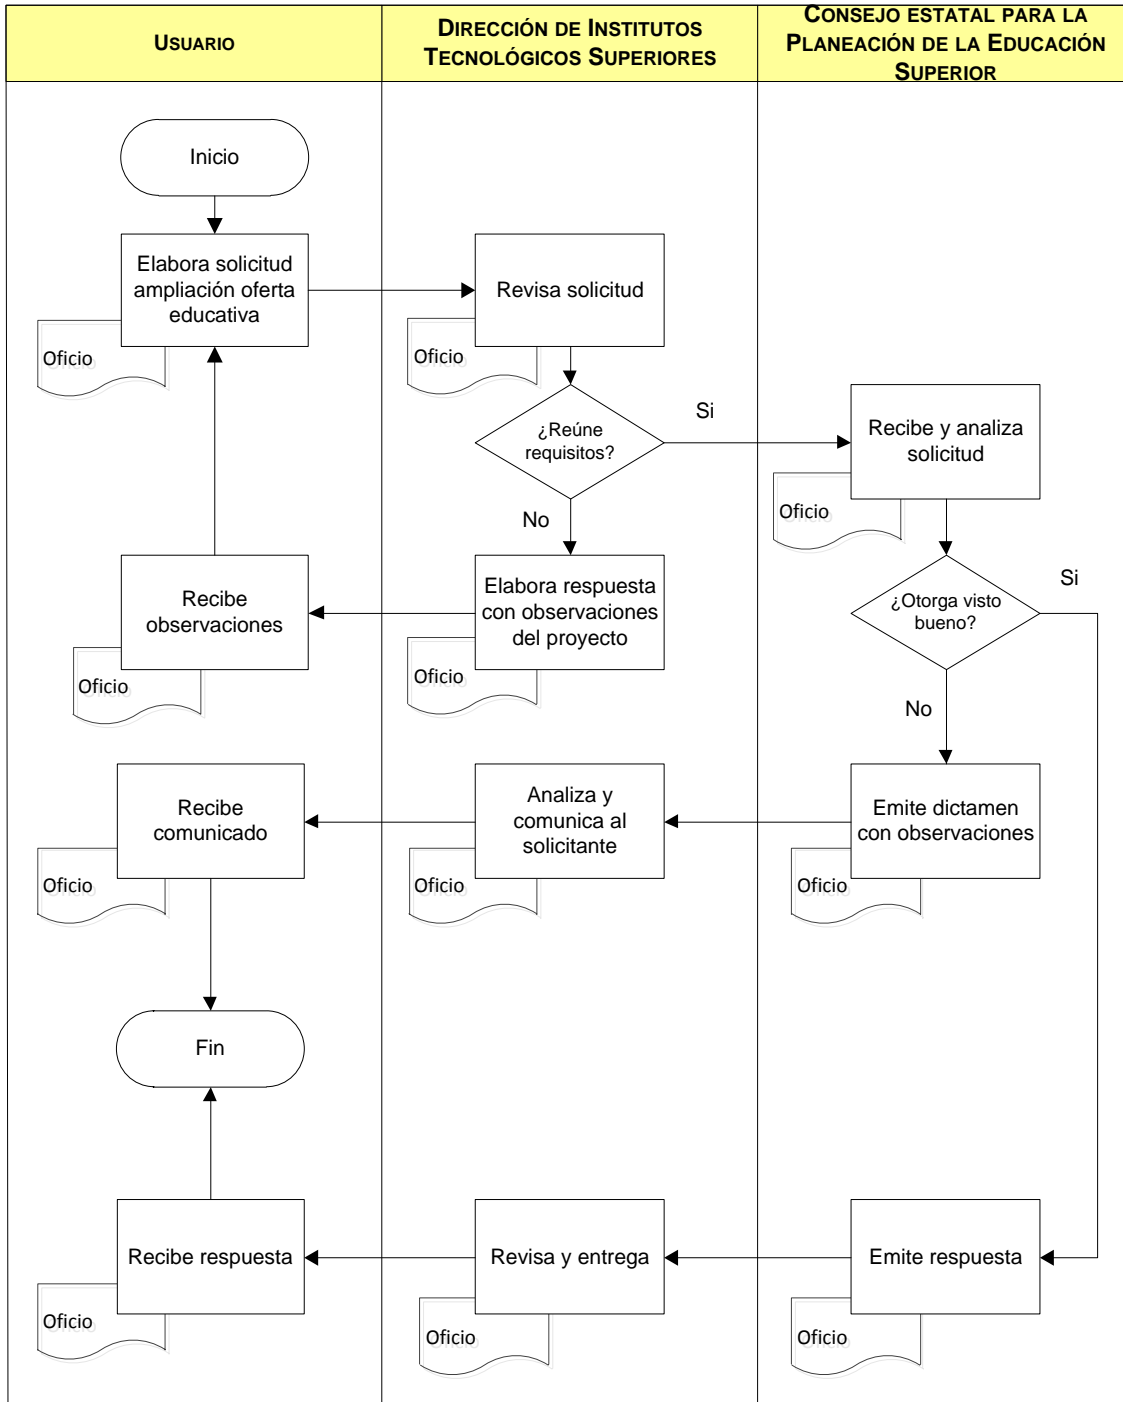 USUARIO
DIRECCIÓN DE INSTITUTOS
TECNOLÓGICOS SUPERIORES
CONSEJO ESTATAL PARA LA
PLANEACIÓN DE LA EDUCACIÓN
SUPERIOR
Inicio
Elabora solicitud
ampliación oferta
educativa
Oficio
Revisa solicitud
Oficio
¿Reúne
requisitos?
Si
No
Recibe y analiza
solicitud
Oficio
¿Otorga visto
bueno?
Si
No
Elabora respuesta
con observaciones
del proyecto
Oficio
Recibe
observaciones
Oficio
Emite dictamen
con observaciones
Oficio
Analiza y
comunica al
solicitante
Oficio
Recibe
comunicado
Oficio
Fin
Emite respuesta
Oficio
Revisa y entrega
Oficio
Recibe respuesta
Oficio